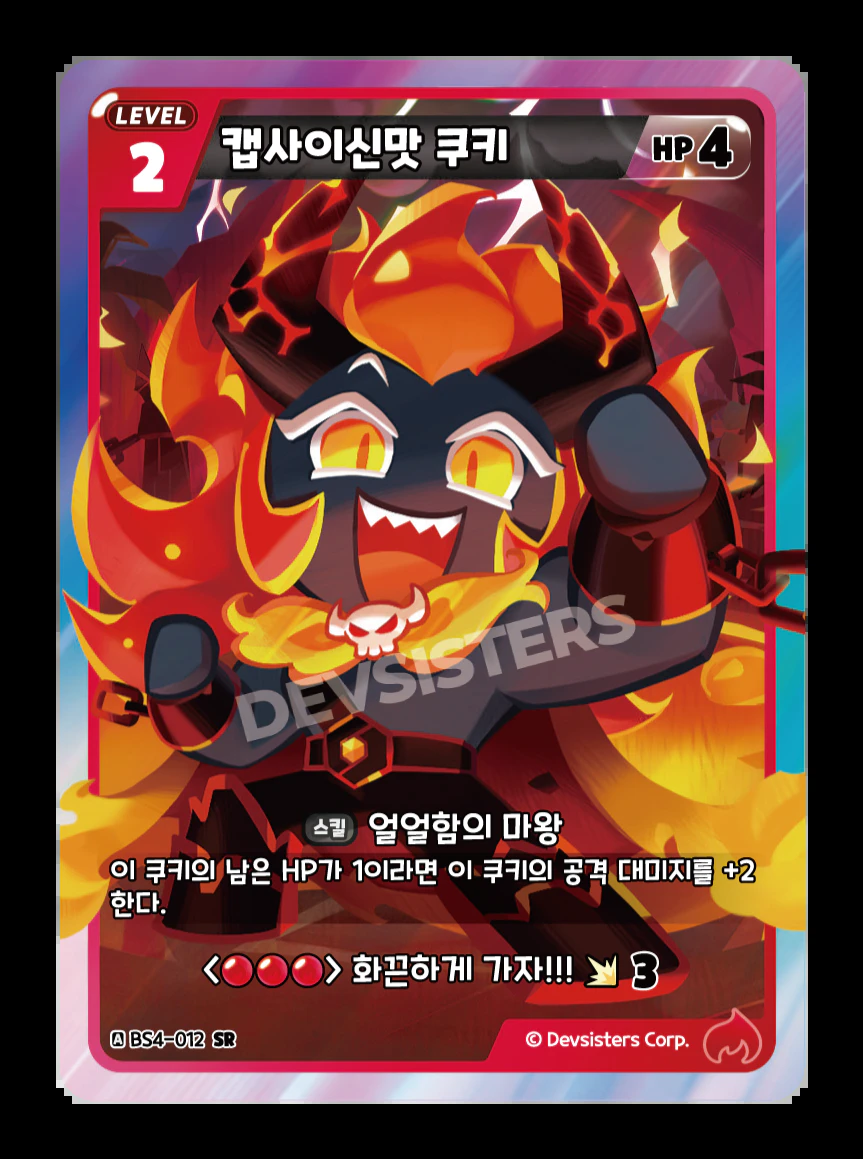 LEVEL
2
캡사이신맛 쿠키
HP 4
DEVSISTERS
스킬 얼얼함의 마왕
이 쿠키의 남은 HP가 1이라면 이 쿠키의 공격 대미지를 +2
한다.
< > 화끈하게 가자!!! 3
A BS4-012 SR
© Devsisters Corp.